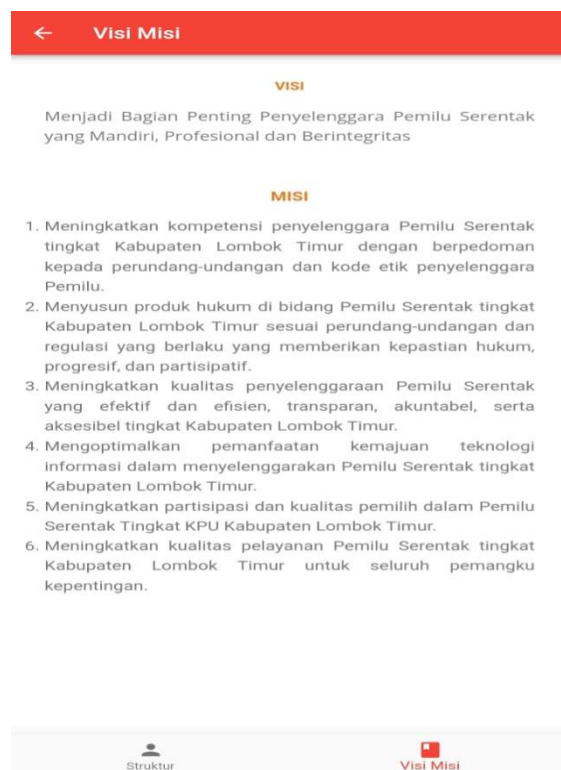 Visi Misi
VISI
Menjadi Bagian Penting Penyelenggara Pemilu Serentak
yang Mandiri, Profesional dan Berintegritas
MISI
1. Meningkatkan kompetensi penyelenggara Pemilu Serentak
tingkat Kabupaten Lombok Timur dengan berpedoman
kepada perundang-undangan dan kode etik penyelenggara
Pemilu.
2. Menyusun produk hukum di bidang Pemilu Serentak tingkat
Kabupaten Lombok Timur sesuai perundang-undangan dan
regulasi yang berlaku yang memberikan kepastian hukum,
progresif, dan partisipatif.
3. Meningkatkan kualitas penyelenggaraan Pemilu Serentak
yang efektif dan efisien, transparan, akuntabel, serta
aksesibel tingkat Kabupaten Lombok Timur.
4. Mengoptimalkan pemanfaatan kemajuan teknologi
informasi dalam menyelenggarakan Pemilu Serentak tingkat
Kabupaten Lombok Timur.
5. Meningkatkan partisipasi dan kualitas pemilih dalam Pemilu
Serentak Tingkat KPU Kabupaten Lombok Timur.
6. Meningkatkan kualitas pelayanan Pemilu Serentak tingkat
Kabupaten Lombok Timur untuk seluruh pemangku
kepentingan.
Struktur
Visi Misi